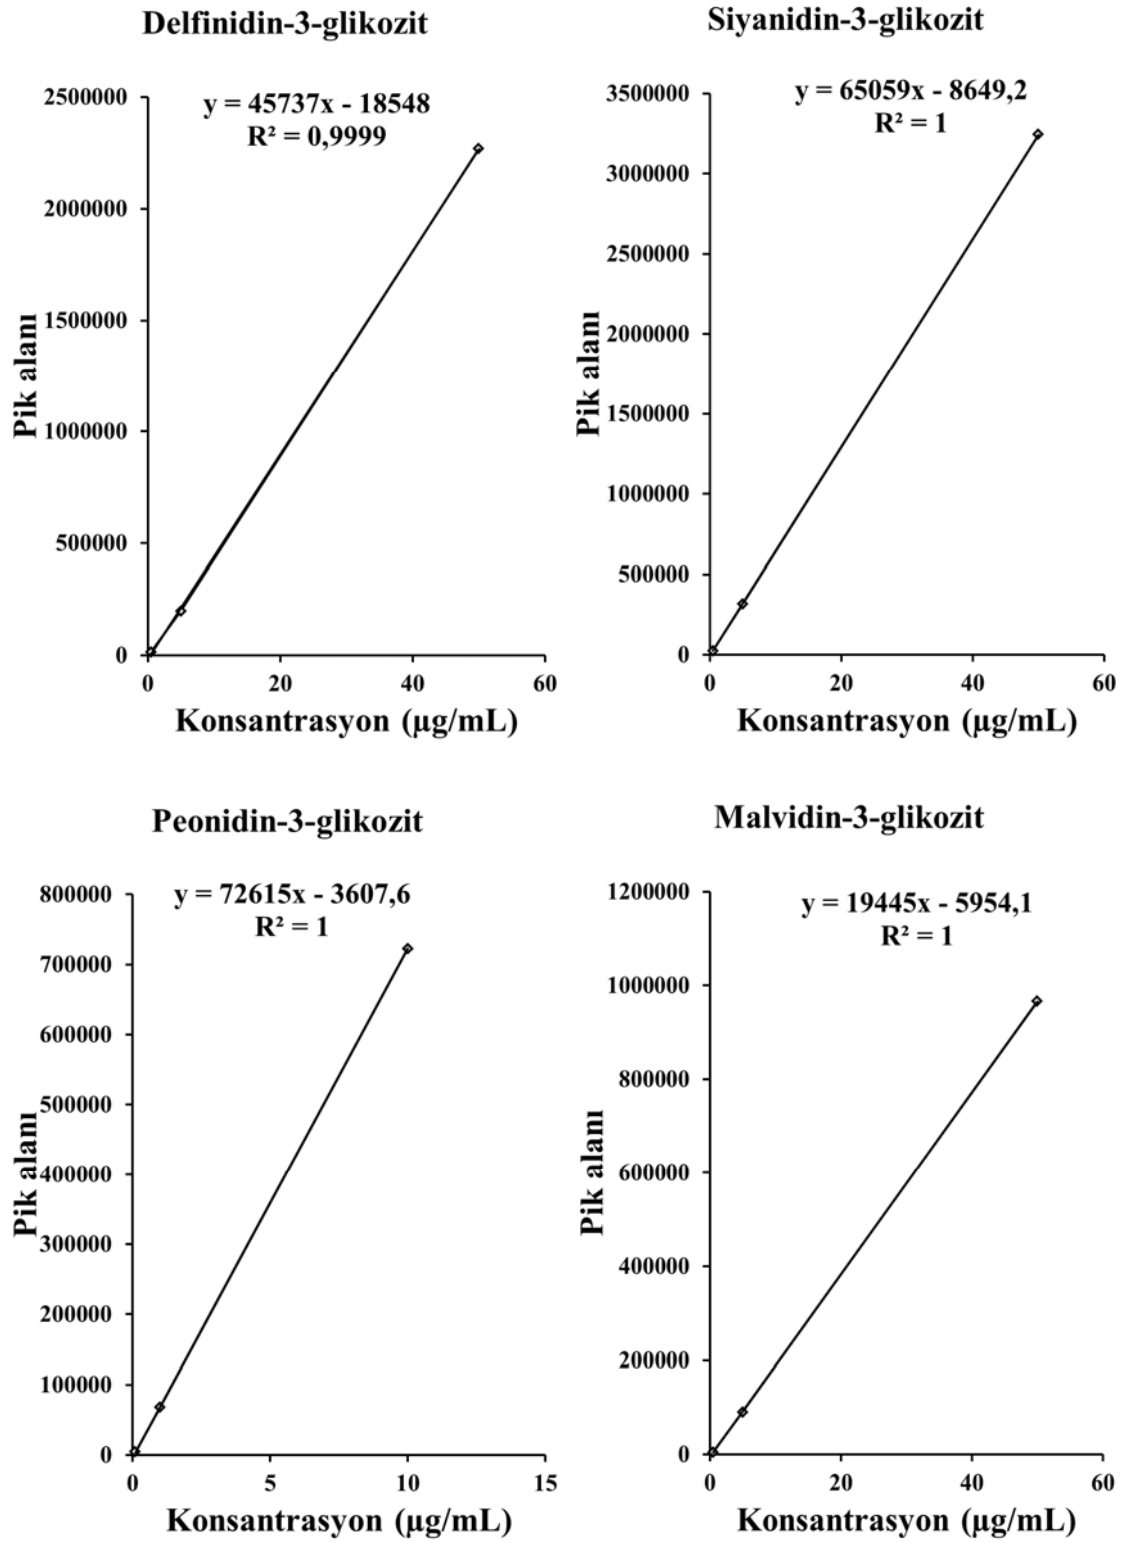 Delfinidin-3-glikozit
y = 45737x - 18548
R² = 0,9999
2500000
2000000
1500000
1000000
500000
0
0 20 40 60
Pik alanı
Konsantrasyon (µg/mL)
Siyanidin-3-glikozit
y = 65059x - 8649,2
R² = 1
3500000
3000000
2500000
2000000
1500000
1000000
500000
0
0 20 40 60
Pik alanı
Konsantrasyon (µg/mL)
Peonidin-3-glikozit
y = 72615x - 3607,6
R² = 1
800000
700000
600000
500000
400000
300000
200000
100000
0
0 5 10 15
Pik alanı
Konsantrasyon (µg/mL)
Malvidin-3-glikozit
y = 19445x - 5954,1
R² = 1
1200000
1000000
800000
600000
400000
200000
0
0 20 40 60
Pik alanı
Konsantrasyon (µg/mL)